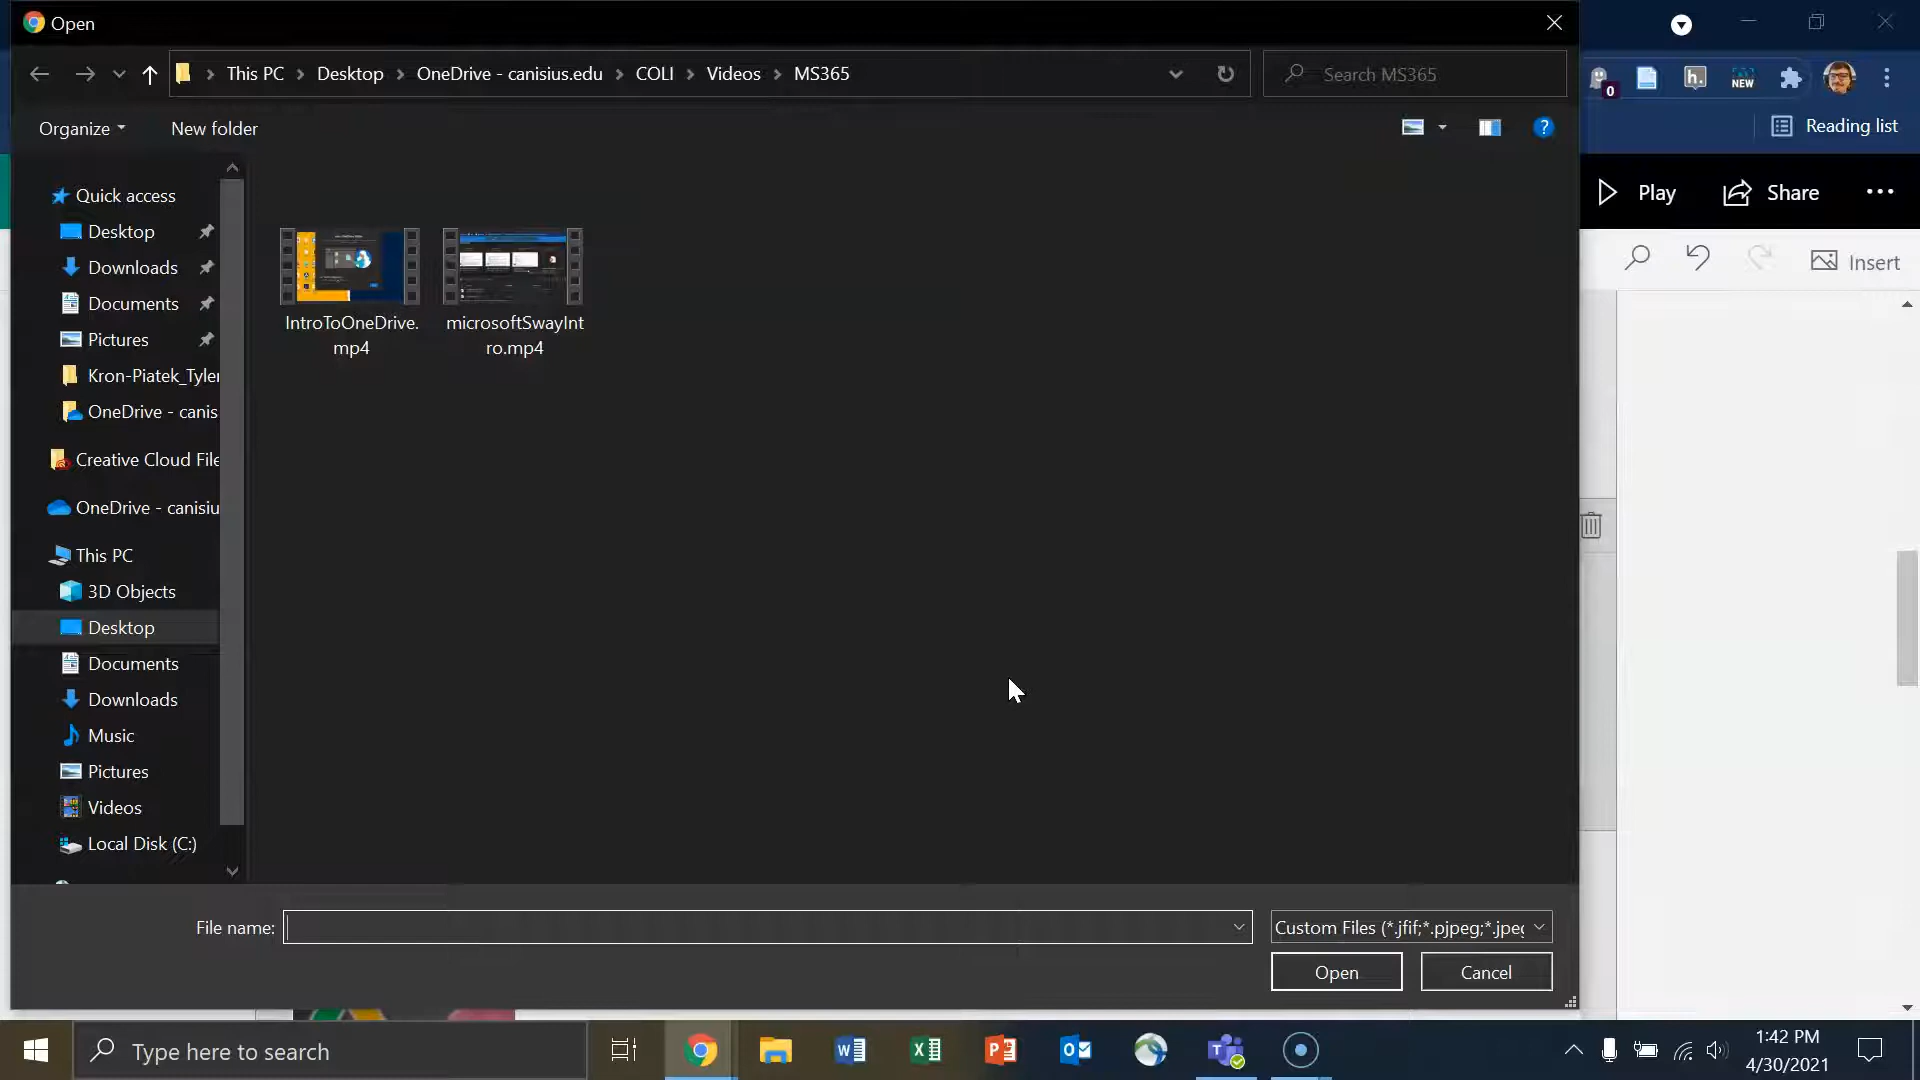 Open
This PC
Desktop
OneDrive - canisius.edu
COLI
Videos
MS365
Search MS365
Organize
New folder
Quick access
Desktop
Downloads
Documents
Pictures
Kron-Piatek_Tyler
OneDrive - canis
Creative Cloud File
OneDrive - canisiu
This PC
3D Objects
Desktop
Documents
Downloads
Music
Pictures
Videos
Local Disk (C:)
IntroToOneDrive.
mp4
microsoftSwayInt
ro.mp4
File name:
Custom Files (*.jfif;*.pjpeg;*.jpeg
Open
Cancel
0
h.
NEW
Reading list
Play
Share
Insert
Type here to search
1:42 PM
4/30/2021